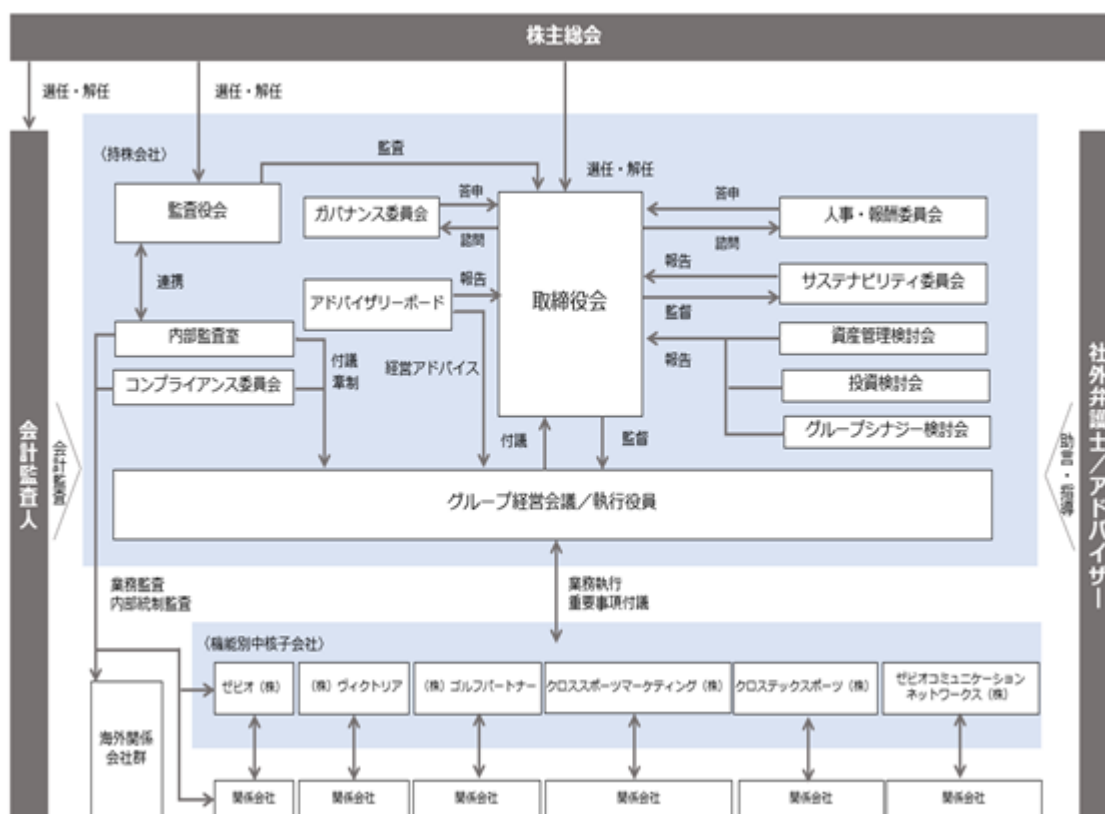 株主総会
選任・解任
選任・解任
選任・解任
〈持株会社〉
監査
監査役会
ガバナンス委員会
答申
諮問
取締役会
答申
諮問
人事・報酬委員会
連携
アドバイザリーボード
報告
報告
監督
サステナビリティ委員会
内部監査室
コンプライアンス委員会
付議
牽制
経営アドバイス
報告
資産管理検討会
投資検討会
グループシナジー検討会
付議
監督
グループ経営会議／執行役員
会計監査人
会計監査
社外弁護士／アドバイザー
助言・指導
業務監査
内部統制監査
業務執行
重要事項付議
〈機能別中核子会社〉
ゼビオ（株）
（株）ヴィクトリア
（株）ゴルフパートナー
クロススポーツマーケティング（株）
クロステックスポーツ（株）
ゼビオコミュニケーション
ネットワークス（株）
海外関係
会社群
関係会社
関係会社
関係会社
関係会社
関係会社
関係会社